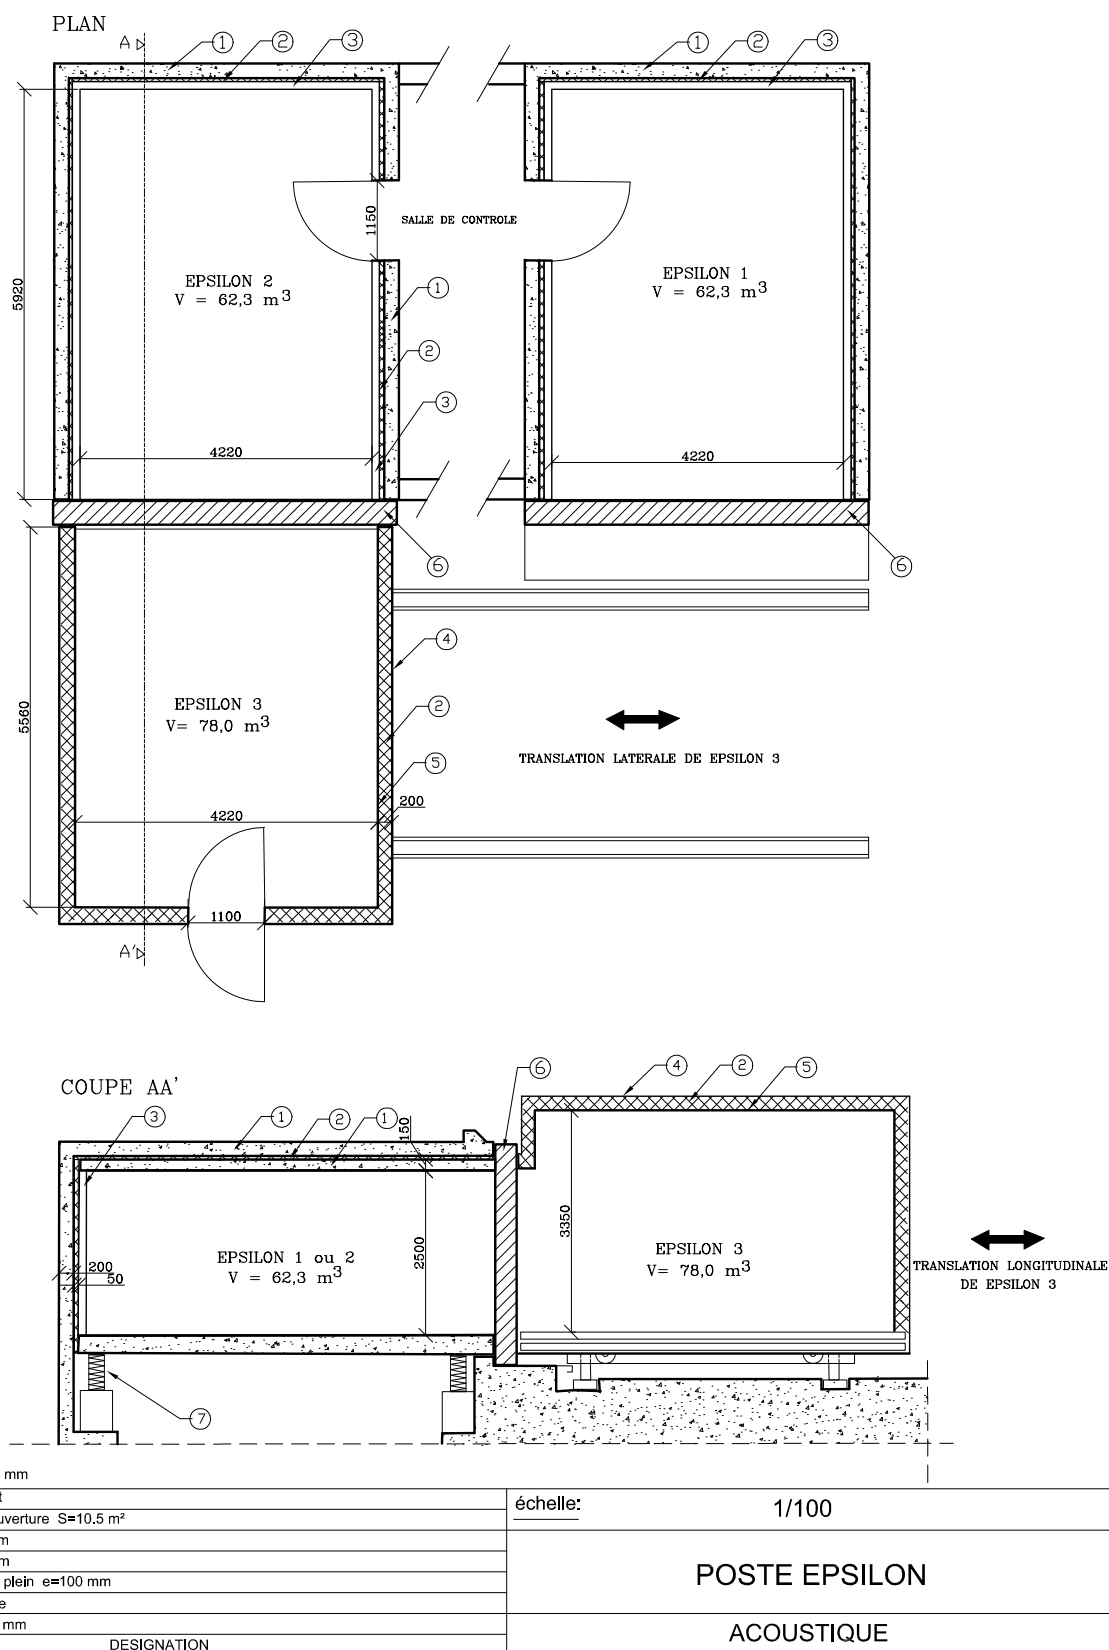 PLAN
A
1
2
3
1
2
3
5920
1150
SALLE DE CONTROLE
EPSILON 2
V = 62,3 m³
EPSILON 1
V = 62,3 m³
1
2
3
4220
4220
6
6
4
EPSILON 3
V= 78,0 m³
2
5560
TRANSLATION LATERALE DE EPSILON 3
5
200
4220
1100
A'
COUPE AA'
6
4
2
5
3
1
2
1
150
3350
2500
EPSILON 1 ou 2
V = 62,3 m³
EPSILON 3
V= 78,0 m³
200
50
TRANSLATION LONGITUDINALE
DE EPSILON 3
7
mm
t
uverture S=10.5 m²
m
m
plein e=100 mm
e
mm
DESIGNATION
échelle: 1/100
POSTE EPSILON
ACOUSTIQUE